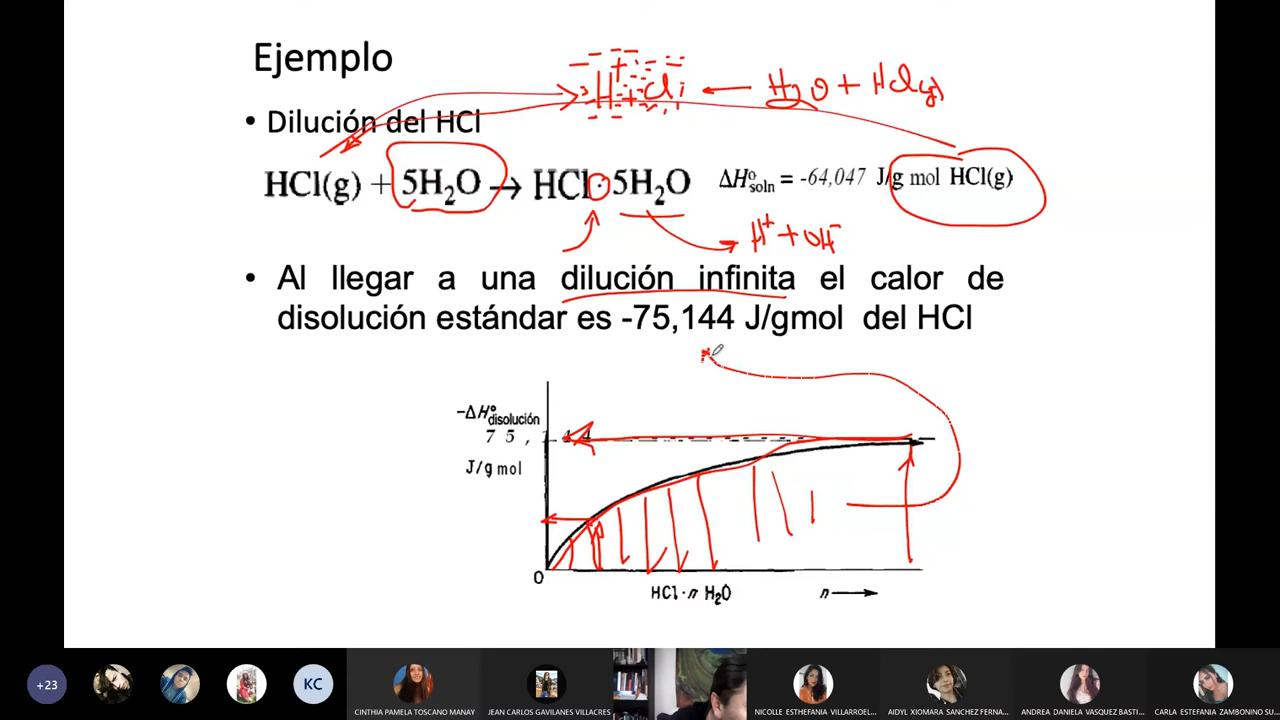 Ejemplo
H₂O + HCl(g)
• Dilución del HCl
HCl(g) + 5H₂O → HCl·5H₂O ΔH°soln = -64,047 J/g mol HCl(g)
H⁺ + OH⁻
• Al llegar a una dilución infinita el calor de
disolución estándar es -75,144 J/gmol del HCl
-ΔH°disolución
J/g mol
0
HCl·n H₂O n →
+23
KC
CINTHIA PAMELA TOSCANO MANAY
JEAN CARLOS GAVILANES VILLACRES
NICOLLE ESTHEFANIA VILLARROEL...
AIDYL XIOMARA SANCHEZ FERNA...
ANDREA DANIELA VASQUEZ BASTI...
CARLA ESTEFANIA ZAMBONINO SU...